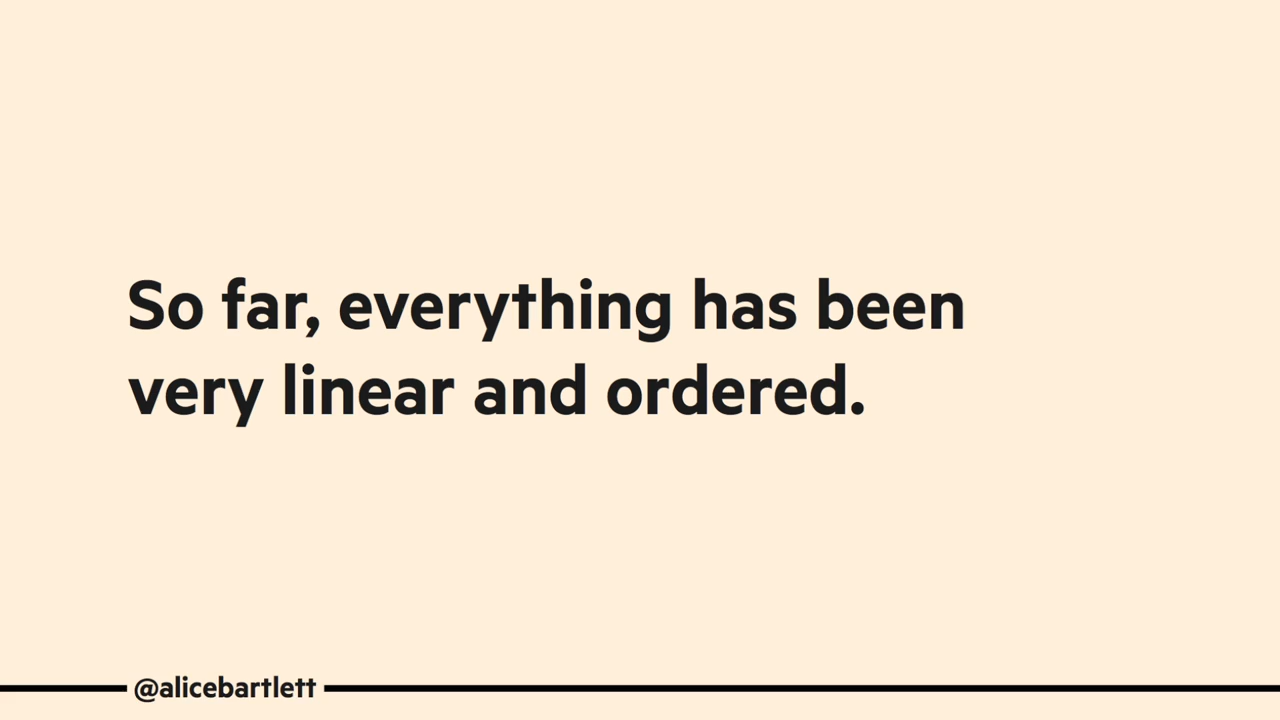 So far, everything has been
very linear and ordered.
@alicebartlett